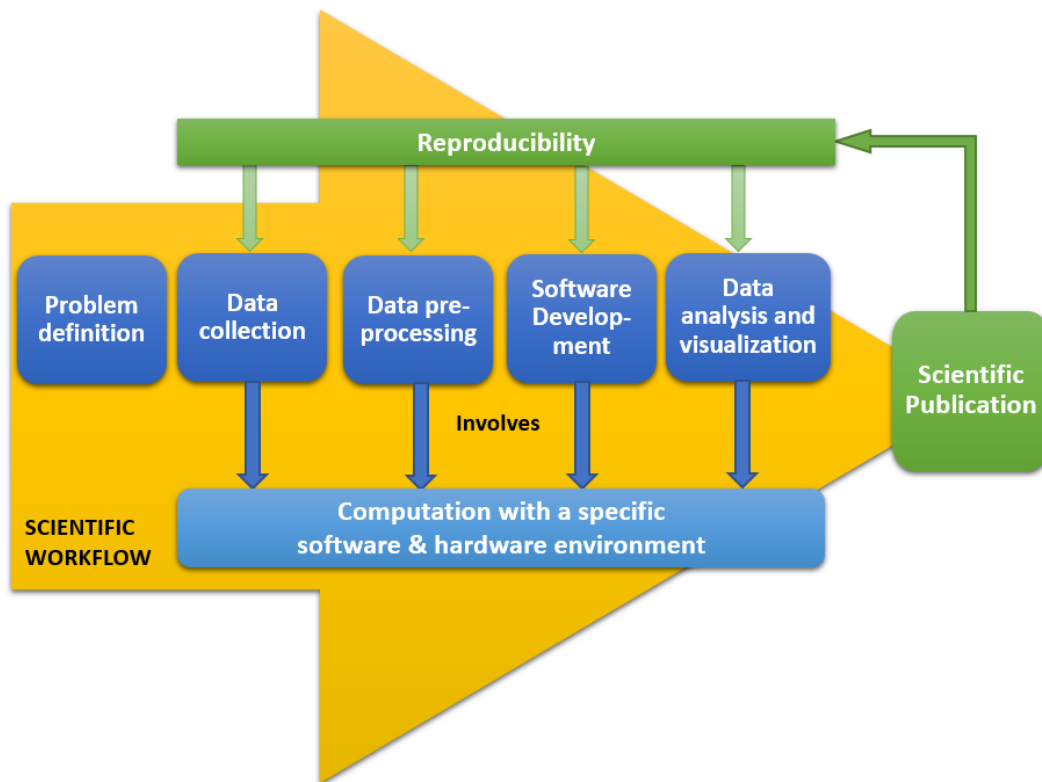 Reproducibility
Problem
definition
Data
collection
Data pre-
processing
Software
Develop-
ment
Data
analysis and
visualization
Scientific
Publication
Involves
Computation with a specific
software & hardware environment
SCIENTIFIC
WORKFLOW